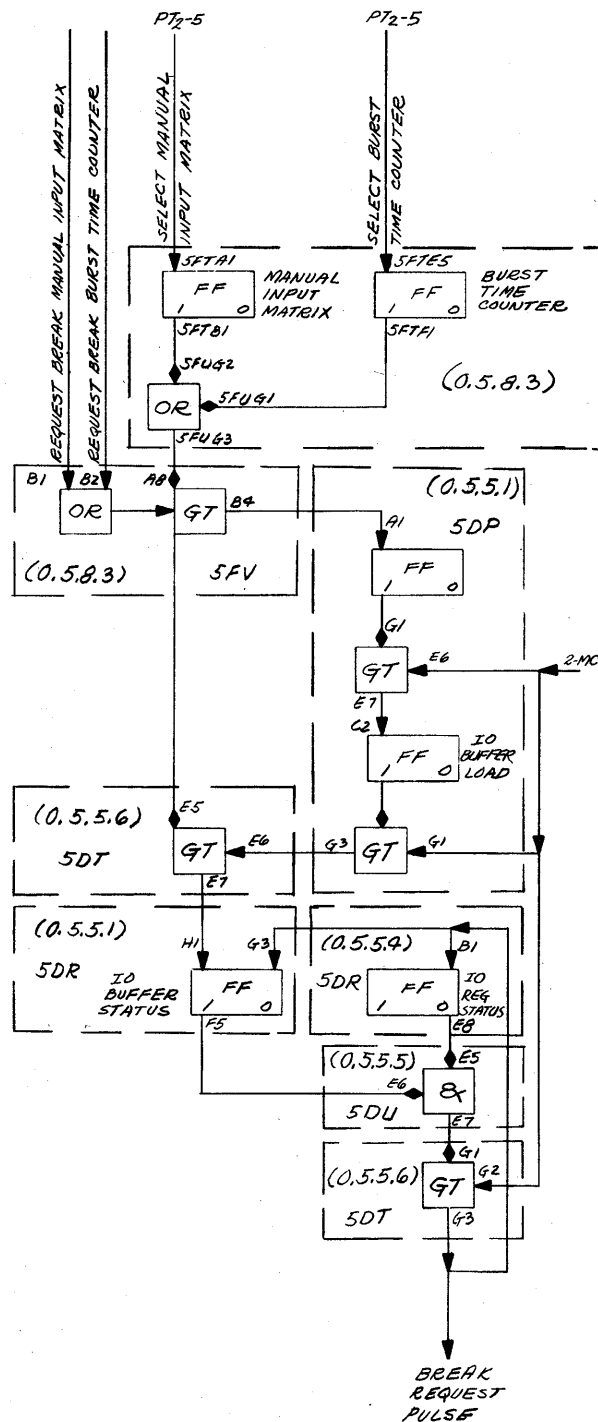 PT2-5
PT2-5
REQUEST BREAK MANUAL INPUT MATRIX
REQUEST BREAK BURST TIME COUNTER
SELECT MANUAL
INPUT MATRIX
SELECT BURST
TIME COUNTER
5FTA1
FF
1 0
MANUAL
INPUT
MATRIX
5FTB1
5FTE5
FF
1 0
BURST
TIME
COUNTER
5FTF1
5FUG2
OR
5FUG1
5FUG3
(0.5.8.3)
B1
B2
OR
A8
GT
B4
(0.5.8.3)
5FV
(0.5.5.1)
5DP
A1
FF
1 0
G1
GT
E6
2-MC
E7
C2
FF
1 0
IO
BUFFER
LOAD
(0.5.5.6)
5DT
E5
GT
E6
E7
G3
GT
G1
(0.5.5.1)
5DR
H1
G3
IO
BUFFER
STATUS
FF
1 0
F5
(0.5.5.4)
5DR
B1
FF
1 0
IO
REG
STATUS
E8
(0.5.5.5)
E5
E6
&
5DU
E7
(0.5.5.6)
G1
GT
G2
5DT
G3
BREAK
REQUEST
PULSE